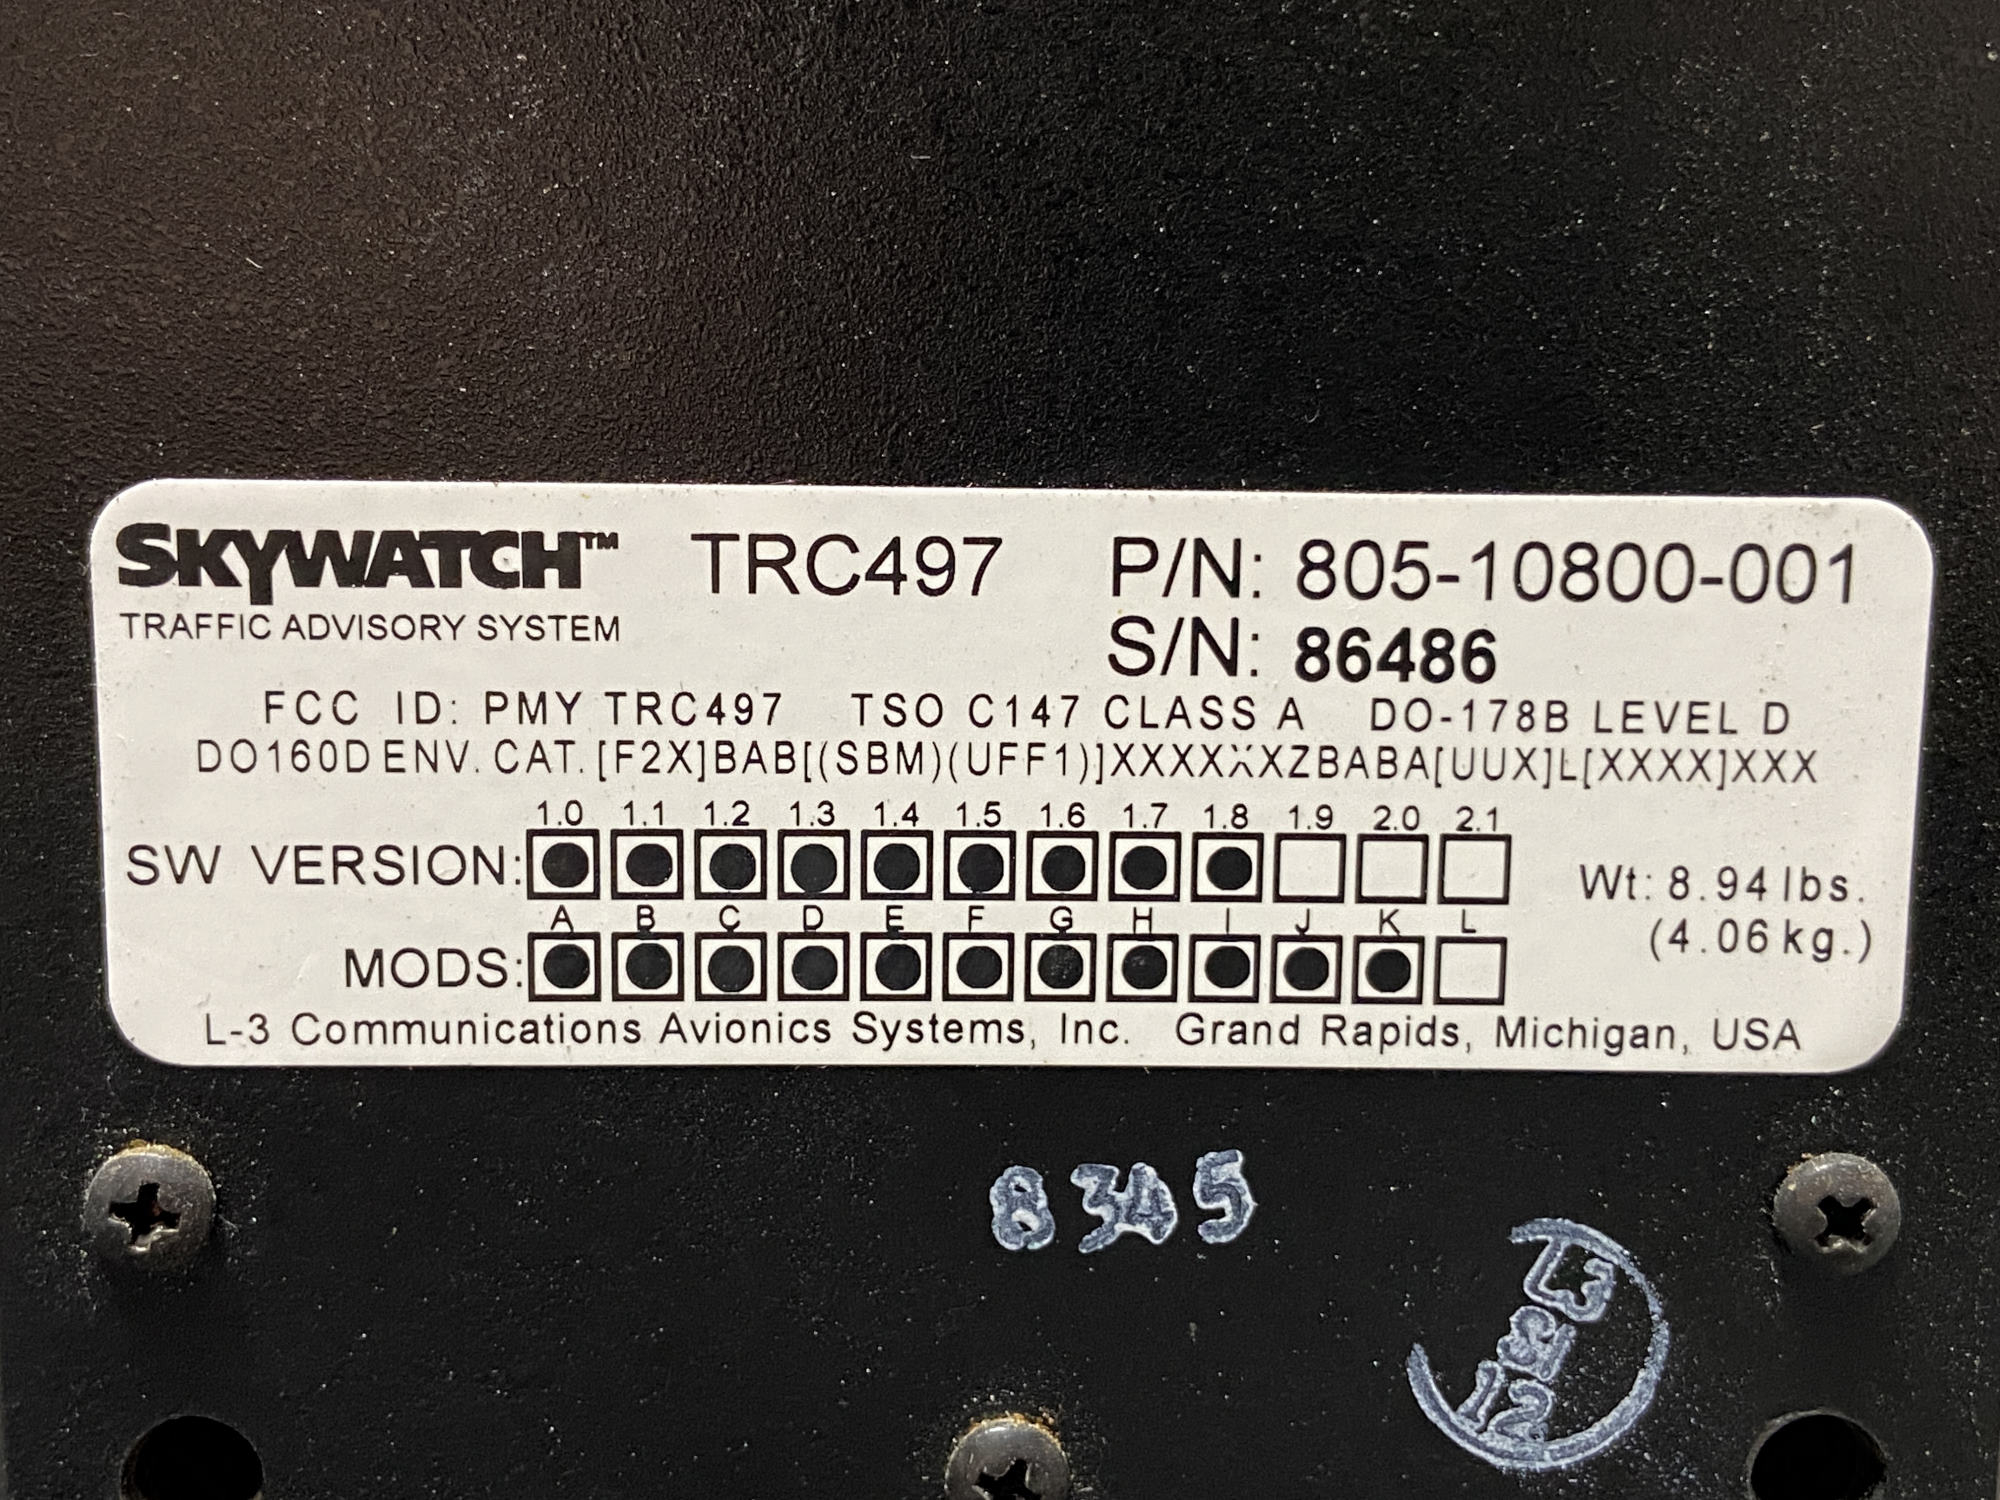 SKYWATCH™ TRC497 P/N: 805-10800-001
TRAFFIC ADVISORY SYSTEM S/N: 86486
FCC ID: PMY TRC497 TSO C147 CLASS A DO-178B LEVEL D
DO160D ENV. CAT. [F2X]BAB[(SBM)(UFF1)]XXXXXXZBABA[UUX]L[XXXX]XXX
1.0 1.1 1.2 1.3 1.4 1.5 1.6 1.7 1.8 1.9 2.0 2.1
SW VERSION:
A B C D E F G H I J K L
MODS:
Wt: 8.94 lbs.
(4.06 kg.)
L-3 Communications Avionics Systems, Inc. Grand Rapids, Michigan, USA
8345
L3
SI
12